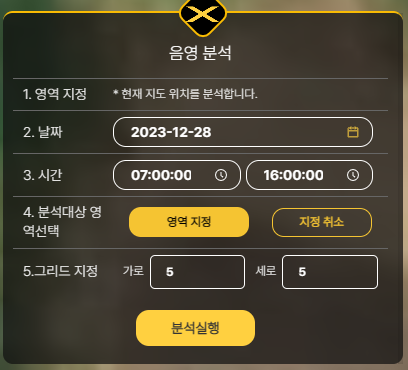 음영 분석
1. 영역 지정 * 현재 지도 위치를 분석합니다.
2. 날짜 2023-12-28
3. 시간 07:00:00 16:00:00
4. 분석대상 영
역선택 영역 지정 지정 취소
5.그리드 지정 가로 5 세로 5
분석실행